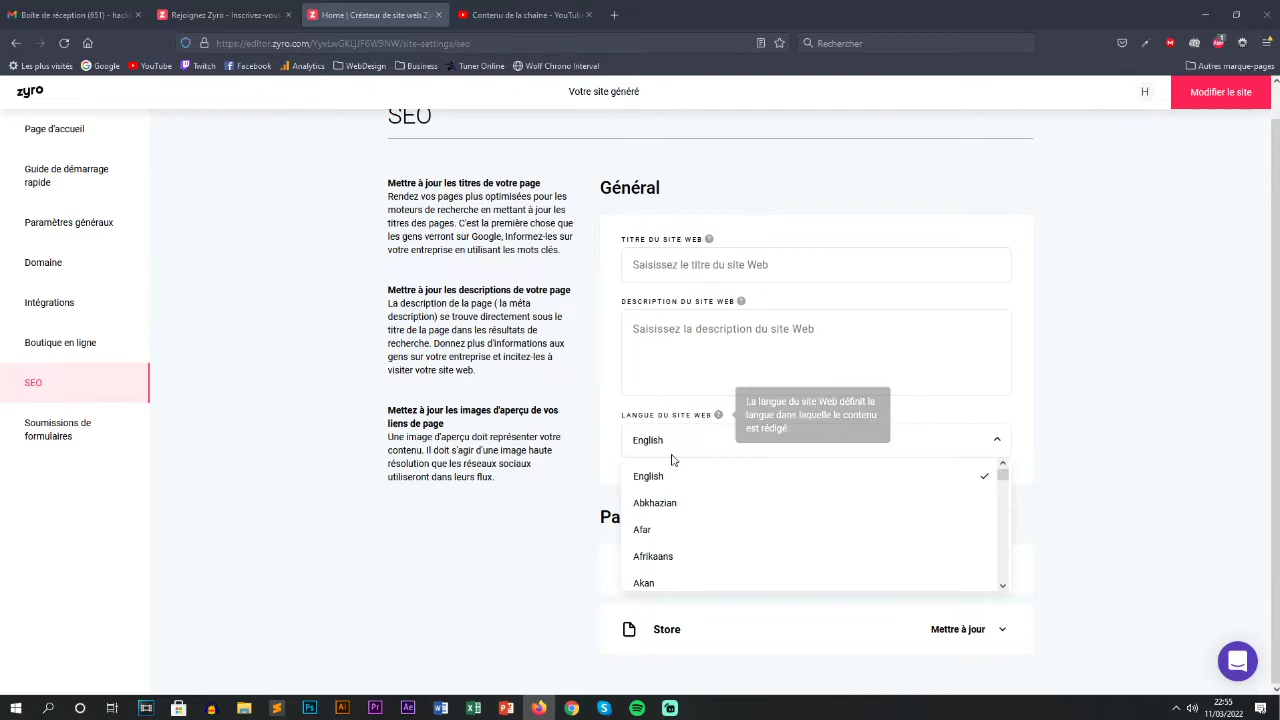 Boîte de réception (651) - hack
Rejoignez Zyro - Inscrivez-vous
Home | Créateur de site web Zy
Contenu de la chaîne - YouTube
https://editor.zyro.com/YyvLwGKLjJF6W9NW/site-settings/seo
Rechercher
Les plus visités
Google
YouTube
Twitch
Facebook
Analytics
WebDesign
Business
Tuner Online
Wolf Chrono Interval
Autres marque-pages
zyro
Votre site généré
H
Modifier le site
Page d'accueil
Guide de démarrage
rapide
Paramètres généraux
Domaine
Intégrations
Boutique en ligne
SEO
Soumissions de
formulaires
SEO
Mettre à jour les titres de votre page
Rendez vos pages plus optimisées pour les
moteurs de recherche en mettant à jour les
titres des pages. C'est la première chose que
les gens verront sur Google, Informez-les sur
votre entreprise en utilisant les mots clés.
Mettre à jour les descriptions de votre page
La description de la page ( la méta
description) se trouve directement sous le
titre de la page dans les résultats de
recherche. Donnez plus d'informations aux
gens sur votre entreprise et incitez-les à
visiter votre site web.
Mettez à jour les images d'aperçu de vos
liens de page
Une image d'aperçu doit représenter votre
contenu. Il doit s'agir d'une image haute
résolution que les réseaux sociaux
utiliseront dans leurs flux.
Général
TITRE DU SITE WEB
Saisissez le titre du site Web
DESCRIPTION DU SITE WEB
Saisissez la description du site Web
LANGUE DU SITE WEB
La langue du site Web définit la
langue dans laquelle le contenu
est rédigé.
English
English
Abkhazian
Afar
Afrikaans
Akan
Pa
Store
Mettre à jour
22:55
11/03/2022